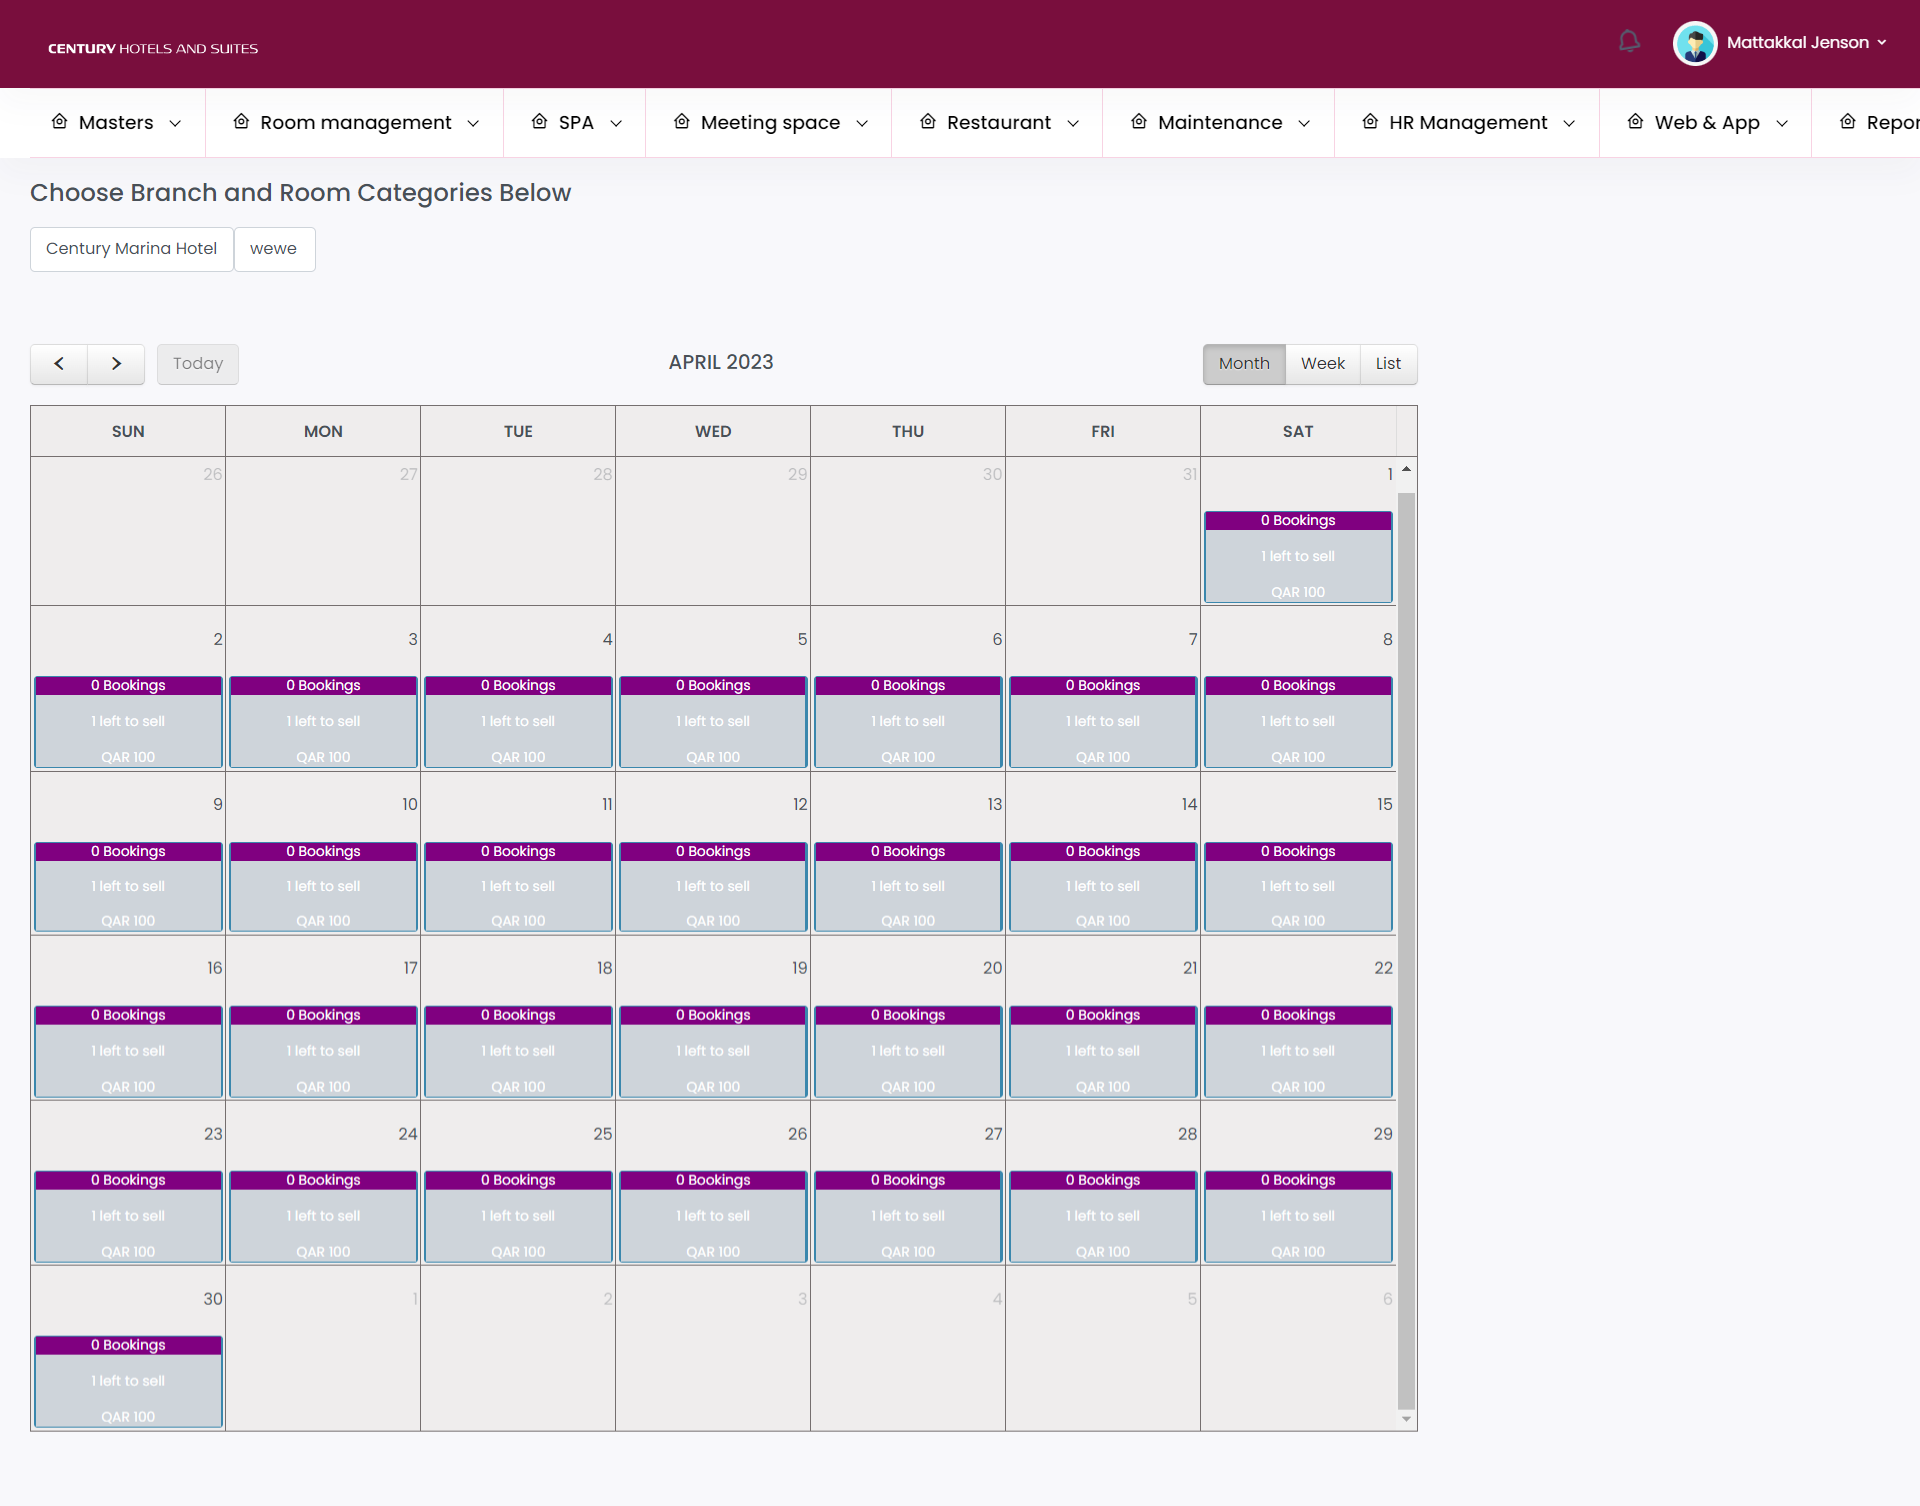 CENTURY HOTELS AND SUITES
Mattakkal Jenson
Masters Room management SPA Meeting space Restaurant Maintenance HR Management Web & App Repor
Choose Branch and Room Categories Below
Century Marina Hotel wewe
Today APRIL 2023 Month Week List
SUN MON TUE WED THU FRI SAT
26 27 28 29 30 31 1
0 Bookings
1 left to sell
QAR 100
2 3 4 5 6 7 8
0 Bookings 0 Bookings 0 Bookings 0 Bookings 0 Bookings 0 Bookings 0 Bookings
1 left to sell 1 left to sell 1 left to sell 1 left to sell 1 left to sell 1 left to sell 1 left to sell
QAR 100 QAR 100 QAR 100 QAR 100 QAR 100 QAR 100 QAR 100
9 10 11 12 13 14 15
0 Bookings 0 Bookings 0 Bookings 0 Bookings 0 Bookings 0 Bookings 0 Bookings
1 left to sell 1 left to sell 1 left to sell 1 left to sell 1 left to sell 1 left to sell 1 left to sell
QAR 100 QAR 100 QAR 100 QAR 100 QAR 100 QAR 100 QAR 100
16 17 18 19 20 21 22
0 Bookings 0 Bookings 0 Bookings 0 Bookings 0 Bookings 0 Bookings 0 Bookings
1 left to sell 1 left to sell 1 left to sell 1 left to sell 1 left to sell 1 left to sell 1 left to sell
QAR 100 QAR 100 QAR 100 QAR 100 QAR 100 QAR 100 QAR 100
23 24 25 26 27 28 29
0 Bookings 0 Bookings 0 Bookings 0 Bookings 0 Bookings 0 Bookings 0 Bookings
1 left to sell 1 left to sell 1 left to sell 1 left to sell 1 left to sell 1 left to sell 1 left to sell
QAR 100 QAR 100 QAR 100 QAR 100 QAR 100 QAR 100 QAR 100
30 1 2 3 4 5 6
0 Bookings
1 left to sell
QAR 100